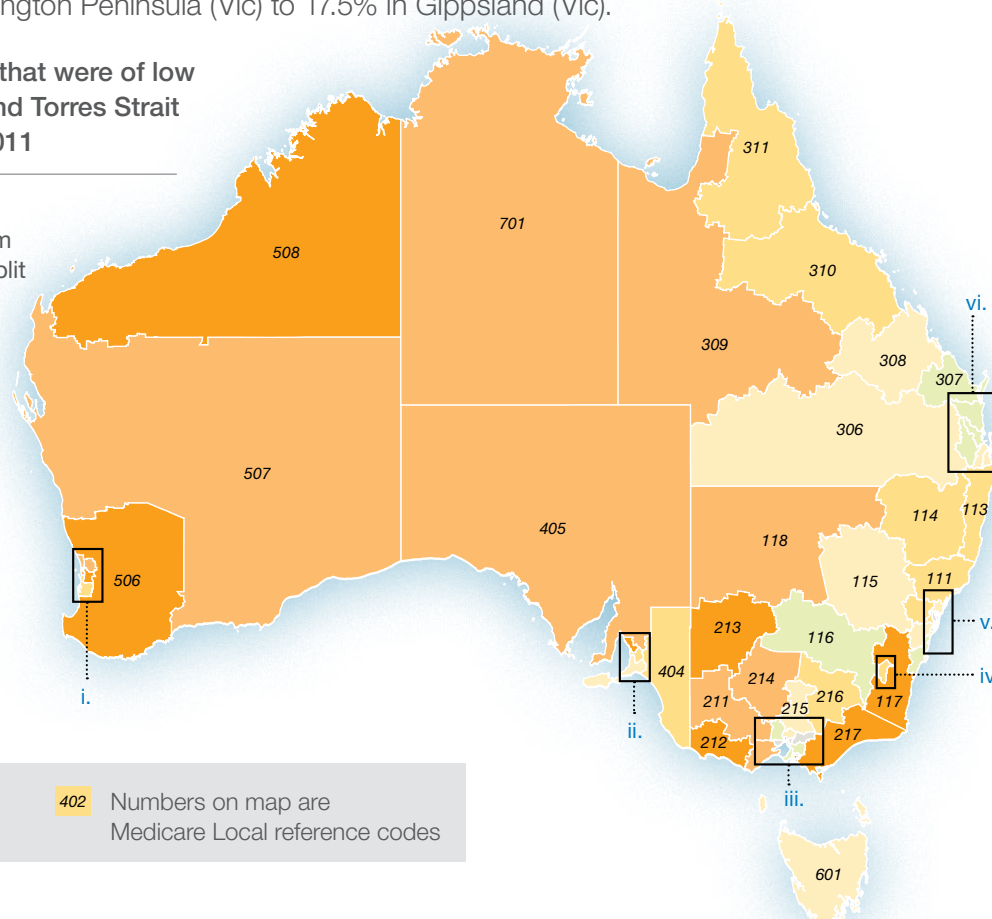 ngton Peninsula (Vic) to 17.5% in Gippsland (Vic).
that were of low
nd Torres Strait
011
m
plit
311
701
508
310
vi.
309
308
307
306
507
114
113
405
118
111
115
506
213
116
v.
404
214
iv
211
216
117
i.
215
ii.
212
217
iii.
402 Numbers on map are
Medicare Local reference codes
601